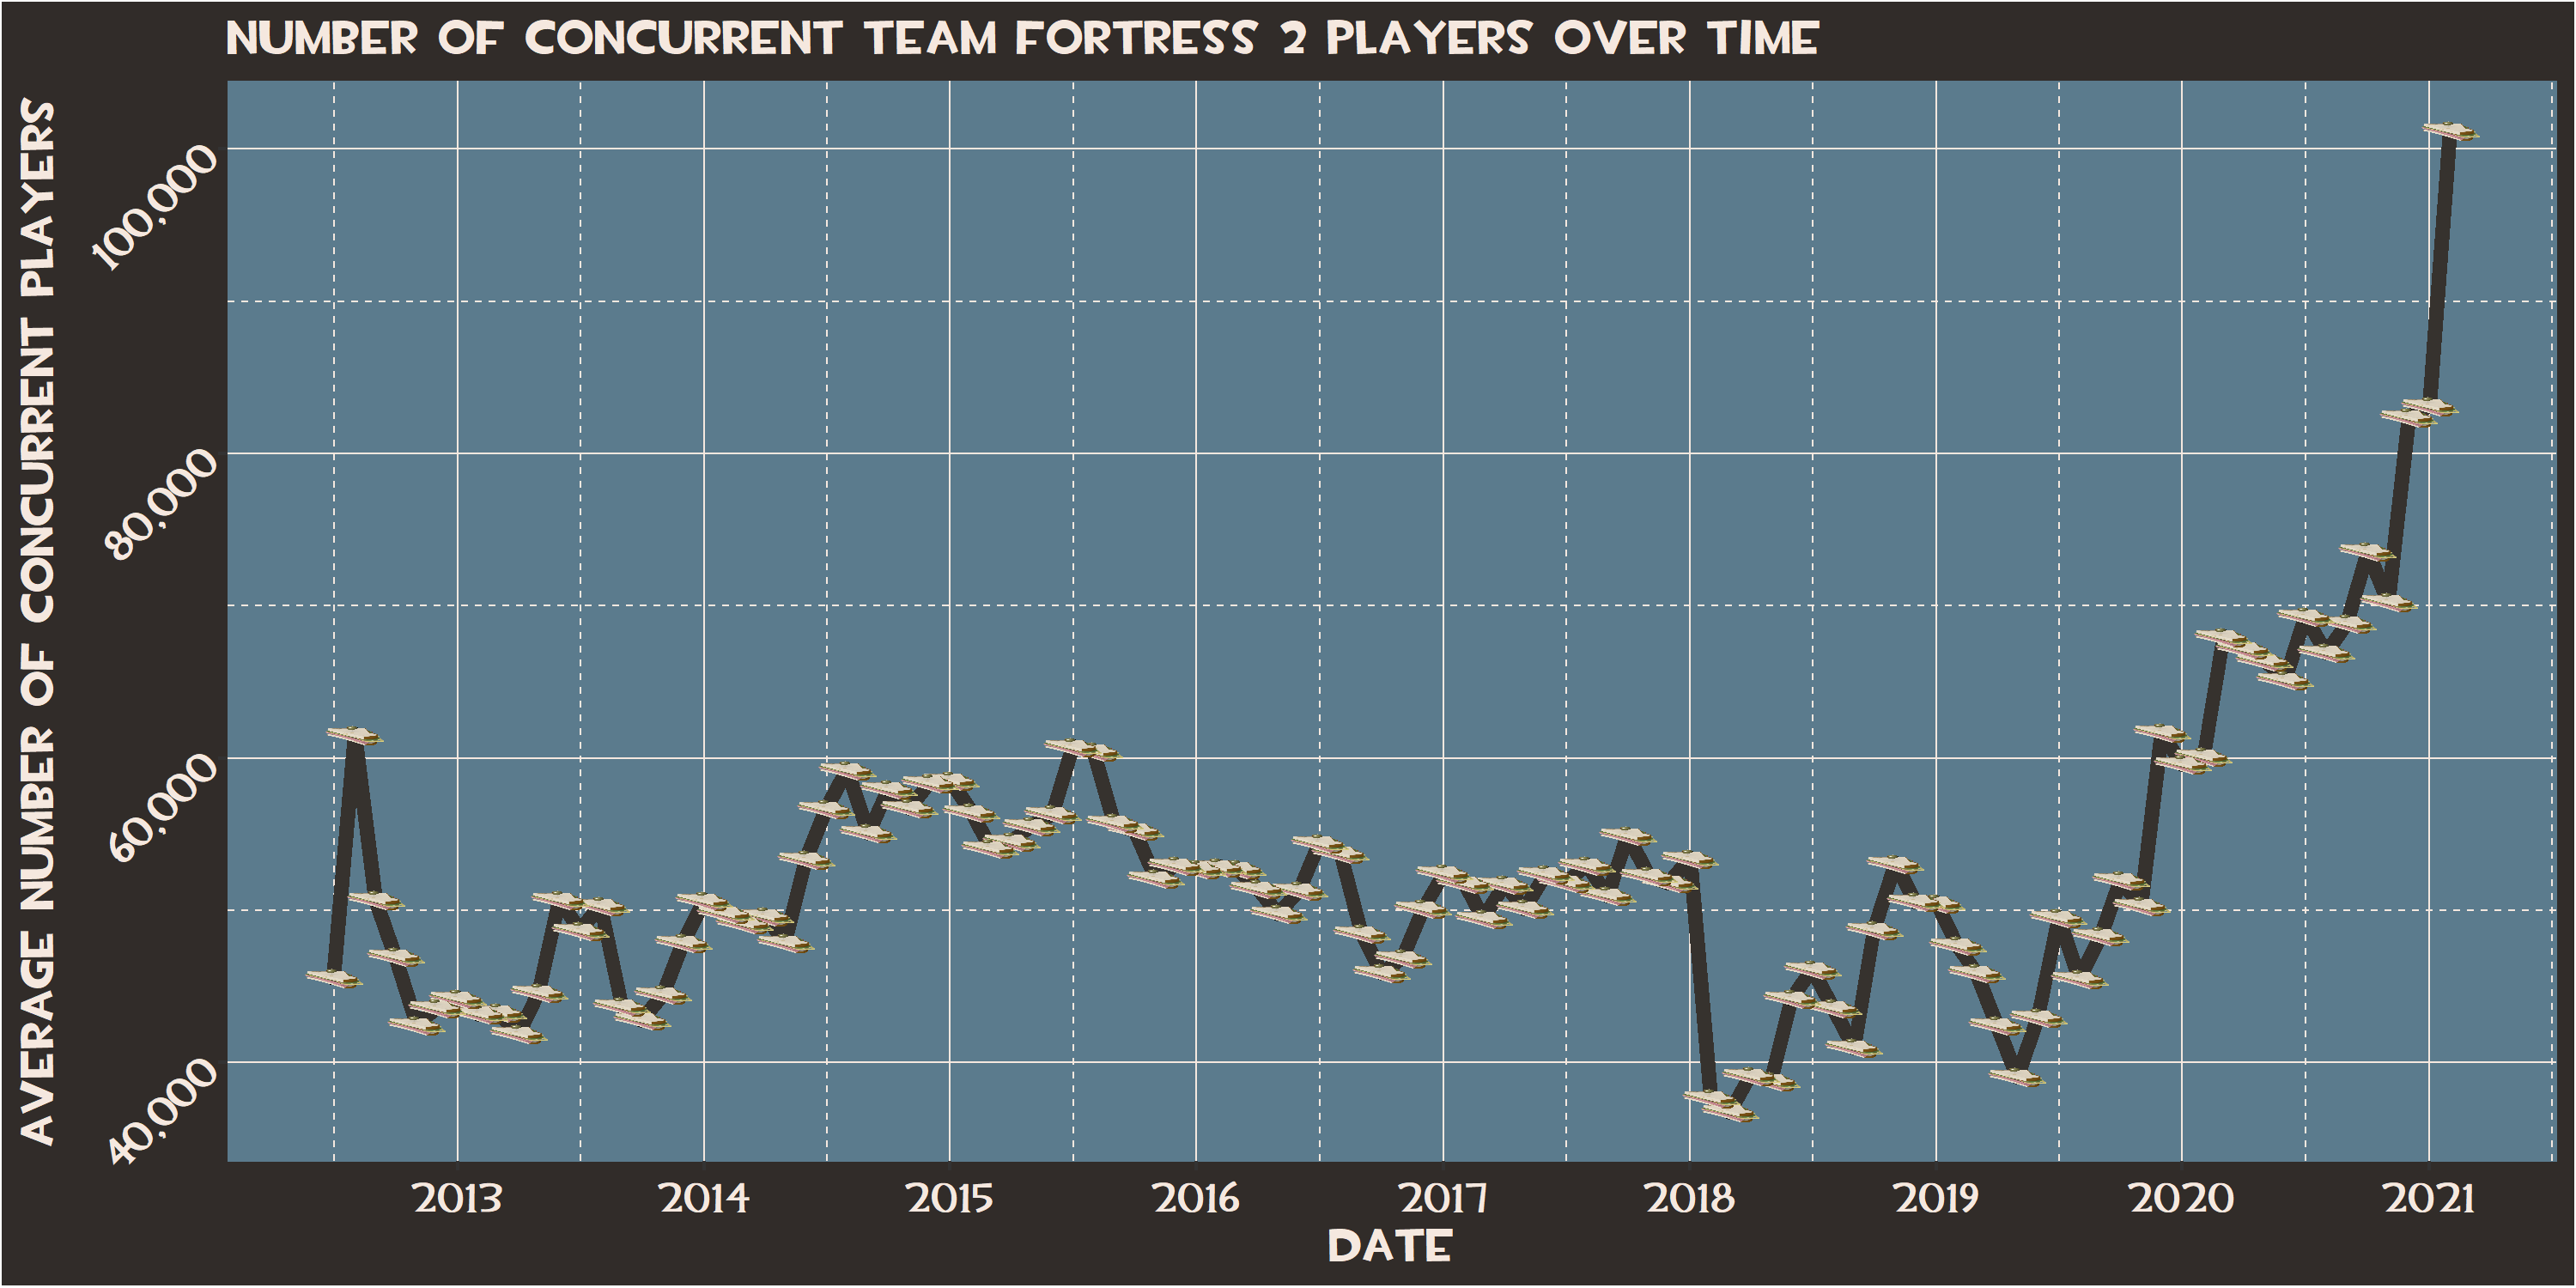 NUMBER OF CONCURRENT TEAM FORTRESS 2 PLAYERS OVER TIME
AVERAGE NUMBER OF CONCURRENT PLAYERS
100,000
80,000
60,000
40,000
2013 2014 2015 2016 2017 2018 2019 2020 2021
DATE